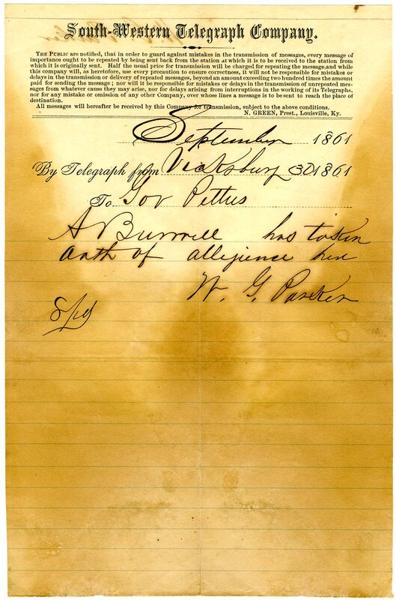 South-Western Telegraph Company.
THE PUBLIC are notified, that in order to guard against mistakes in the transmission of messages, every message of
importance ought to be repeated by being sent back from the station at which it is to be received to the station from
which it is originally sent. Half the usual price for transmission will be charged for repeating the message, and while
this company will, as heretofore, use every precaution to ensure correctness, it will not be responsible for mistakes or
delays in the transmission or delivery of repeated messages, beyond an amount exceeding two hundred times the amount
paid for sending the message; nor will it be responsible for mistakes or delays in the transmission of unrepeated mes-
sages from whatever causes they may arise, nor for delays arising from interruptions in the working of its Telegraphs,
nor for any mistake or omission of any other Company, over whose lines a message is to be sent to reach the place of
destination.
All messages will hereafter be received by this Company for transmission, subject to the above conditions.
N. GREEN, Prest., Louisville, Ky.
September 1861
By Telegraph from Vicksburg 30 1861
To Gov Pettus
A Burwell has taken
oath of allegience here
W. G. Parker